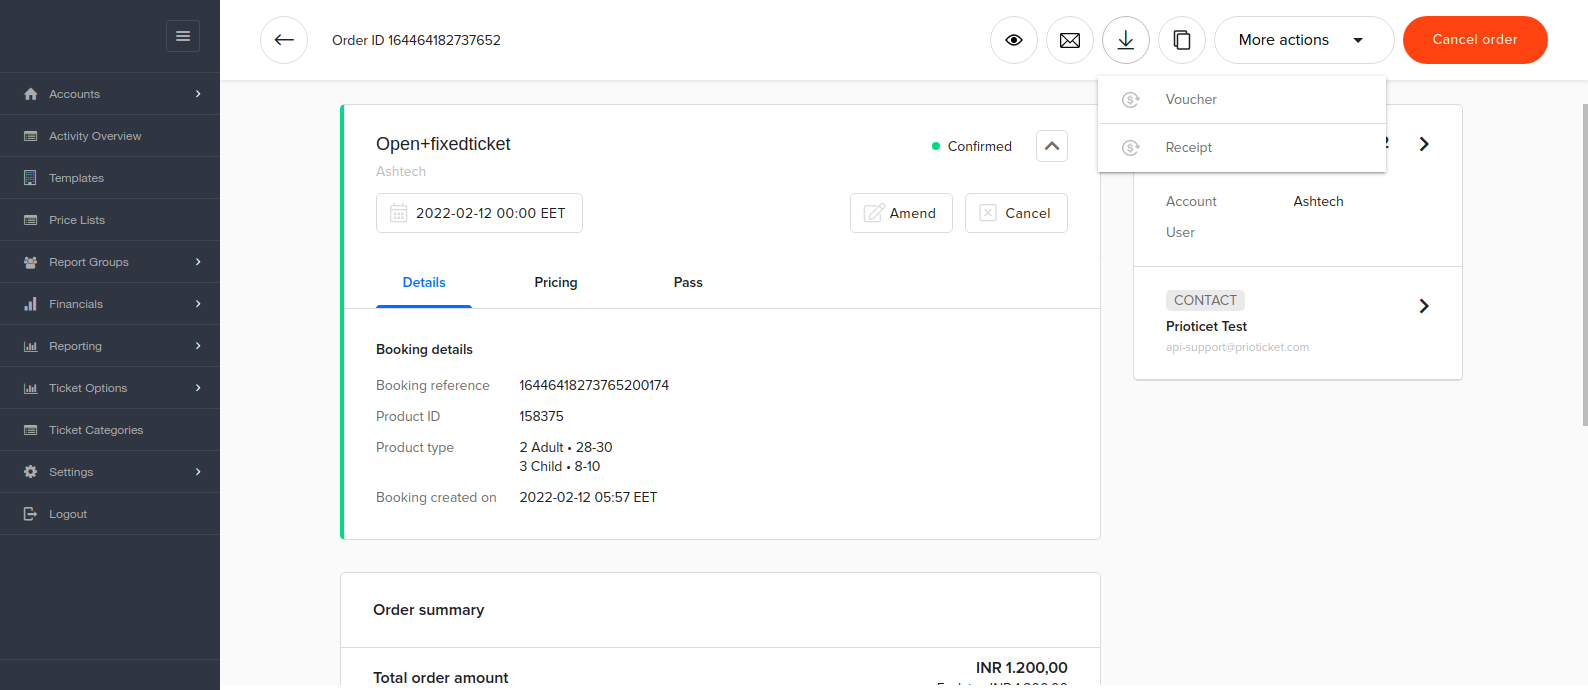 Order ID 164464182737652
More actions
Cancel order
Accounts
Activity Overview
Templates
Price Lists
Report Groups
Financials
Reporting
Ticket Options
Ticket Categories
Settings
Logout
Voucher
Receipt
Open+fixedticket
Confirmed
Ashtech
2022-02-12 00:00 EET
Amend
Cancel
Details
Pricing
Pass
Booking details
Booking reference 16446418273765200174
Product ID 158375
Product type 2 Adult • 28-30
3 Child • 8-10
Booking created on 2022-02-12 05:57 EET
Account Ashtech
User
CONTACT
Prioticet Test
api-support@prioticket.com
Order summary
Total order amount INR 1.200,00